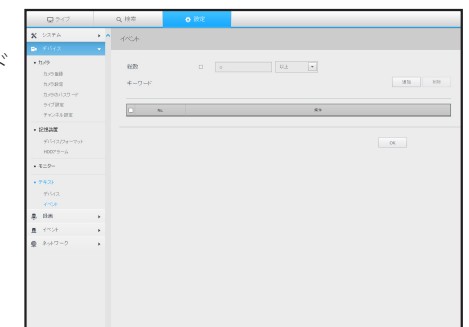 ド
ライブ
検索
設定
システム
デバイス
イベント
カメラ
カメラ登録
カメラ設定
カメラのパスワード
ライブ設定
チャンネル設定
記憶装置
デバイス/フォーマット
HDDアラーム
モニター
テキスト
デバイス
イベント
録画
イベント
ネットワーク
総数
以上
キーワード
追加
削除
No.
OK